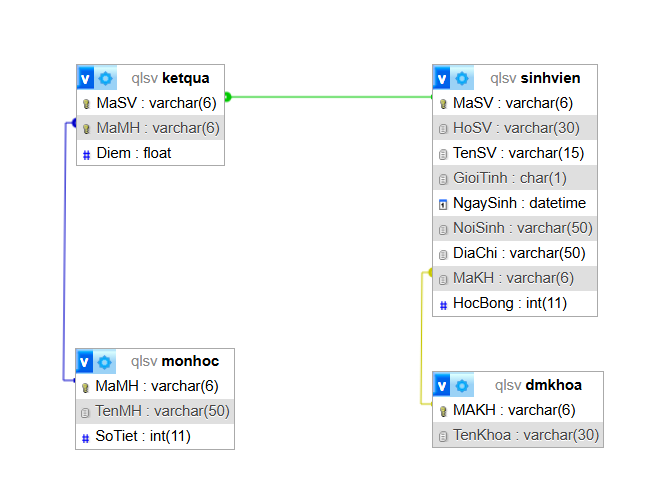 v qlsv ketqua
MaSV : varchar(6)
MaMH : varchar(6)
# Diem : float
v qlsv sinhvien
MaSV : varchar(6)
HoSV : varchar(30)
TenSV : varchar(15)
GioiTinh : char(1)
NgaySinh : datetime
NoiSinh : varchar(50)
DiaChi : varchar(50)
MaKH : varchar(6)
# HocBong : int(11)
v qlsv monhoc
MaMH : varchar(6)
TenMH : varchar(50)
# SoTiet : int(11)
v qlsv dmkhoa
MAKH : varchar(6)
TenKhoa : varchar(30)